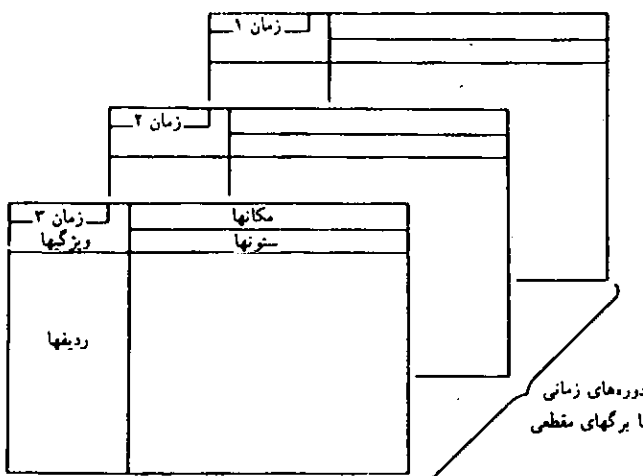 زمان ۱
زمان ۲
زمان ۳
مکانها
ویژگیها
ستونها
ردیفها
دوره‌های زمانی
یا برگهای مقطعی